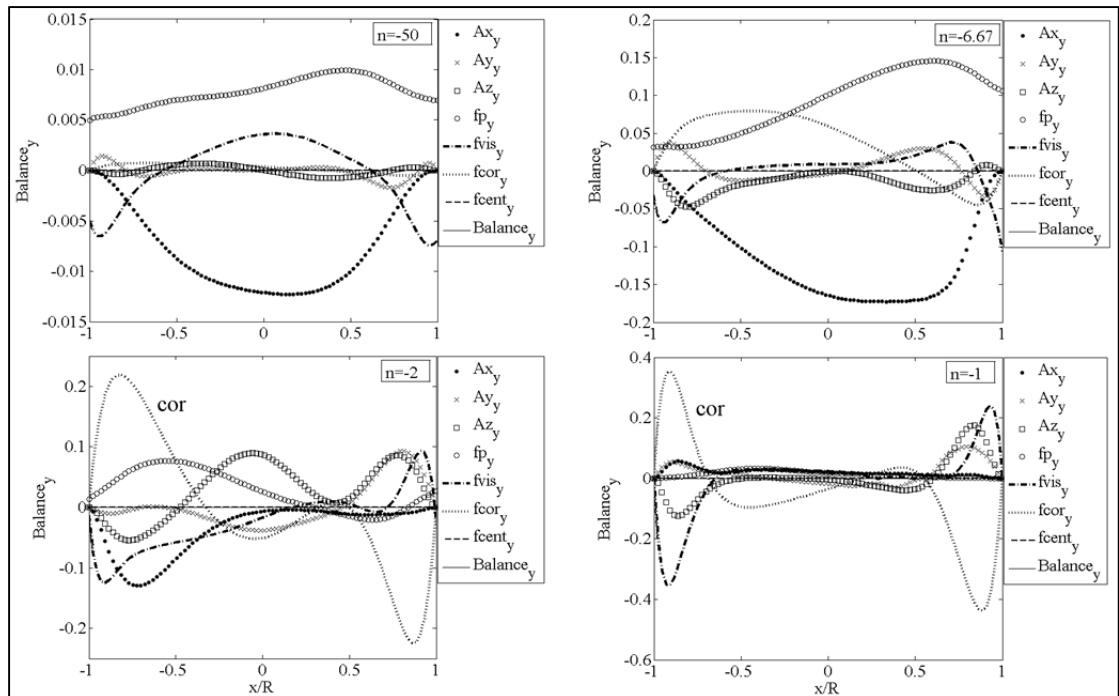 n=-50
0.015
0.01
0.005
0
-0.005
-0.01
-0.015
Balance_y
-1 -0.5 0 0.5 1
Ax_y
Ay_y
Az_y
fp_y
fvis_y
fcor_y
fcent_y
Balance_y
n=-6.67
0.2
0.15
0.1
0.05
0
-0.05
-0.1
-0.15
-0.2
Balance_y
-1 -0.5 0 0.5 1
x/R
Ax_y
Ay_y
Az_y
fp_y
fvis_y
fcor_y
fcent_y
Balance_y
n=-2
cor
0.2
0.1
0
-0.1
-0.2
Balance_y
-1 -0.5 0 0.5 1
x/R
Ax_y
Ay_y
Az_y
fp_y
fvis_y
fcor_y
fcent_y
Balance_y
n=-1
cor
0.4
0.2
0
-0.2
-0.4
-0.6
Balance_y
-1 -0.5 0 0.5 1
x/R
Ax_y
Ay_y
Az_y
fp_y
fvis_y
fcor_y
fcent_y
Balance_y